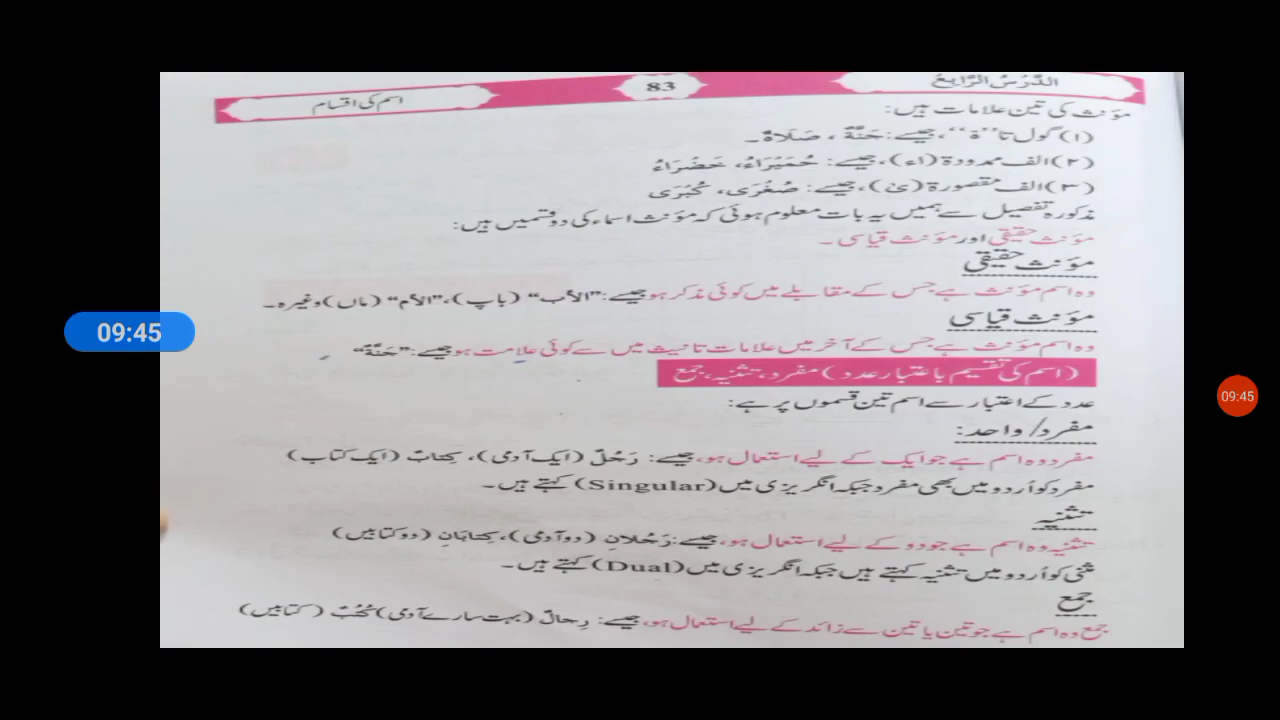 الدَّرْسُ الرَّابِعُ
83
اسم کی اقسام
مؤنث کی تین علامات ہیں:
(۱) گول تا ’’ة‘‘، جیسے: جَنَّةٌ ، صَلَاةٌ۔
(۲) الف ممدودة (اء)، جیسے: حُمَيْرَاءُ، خَضْرَاءُ
(۳) الف مقصورة (یٰ)، جیسے: صُغْرَى، كُبْرَى
مذکورہ تفصیل سے ہمیں یہ بات معلوم ہوئی کہ مؤنث اسماء کی دو قسمیں ہیں:
مؤنث حقیقی اور مؤنث قیاسی ۔
مؤنث حقیقی
وہ اسم مؤنث ہے جس کے مقابلے میں کوئی مذکر ہو جیسے: ”الأب“ (باپ)، ”الأم“ (ماں) وغیرہ۔
مؤنث قیاسی
وہ اسم مؤنث ہے جس کے آخر میں علامات تانیث میں سے کوئی علامت ہو جیسے: ”جَنَّةٌ“
(اسم کی تقسیم باعتبار عدد) مفرد، تثنیہ، جمع
عدد کے اعتبار سے اسم تین قسموں پر ہے:
مفرد/ واحد:
مفرد وہ اسم ہے جو ایک کے لیے استعمال ہو، جیسے: رَجُلٌ (ایک آدمی)، كِتَابٌ (ایک کتاب)
مفرد کو اُردو میں بھی مفرد جبکہ انگریزی میں (Singular) کہتے ہیں۔
تثنیہ
تثنیہ وہ اسم ہے جو دو کے لیے استعمال ہو، جیسے: رَجُلَانِ (دو آدمی)، كِتَابَانِ (دو کتابیں)
مثنٰی کو اُردو میں تثنیہ کہتے ہیں جبکہ انگریزی میں (Dual) کہتے ہیں۔
جمع
جمع وہ اسم ہے جو تین یا تین سے زائد کے لیے استعمال ہو، جیسے: رِجالٌ (بہت سارے آدمی) كُتُبٌ (کتابیں)
09:45
09:45